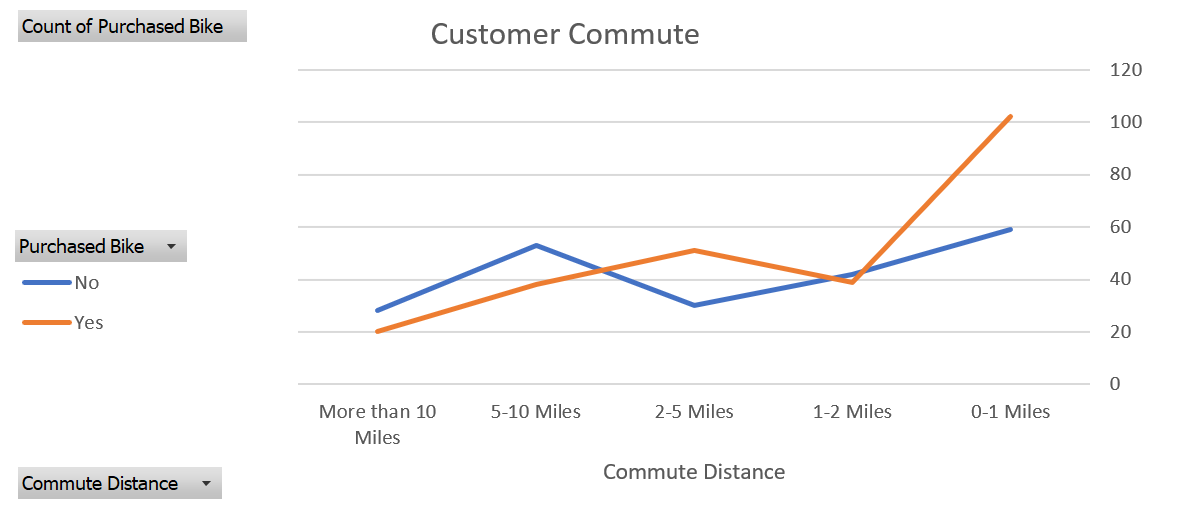 Count of Purchased Bike
Customer Commute
120
100
80
60
40
20
0
Purchased Bike
No
Yes
More than 10
Miles
5-10 Miles
2-5 Miles
1-2 Miles
0-1 Miles
Commute Distance
Commute Distance